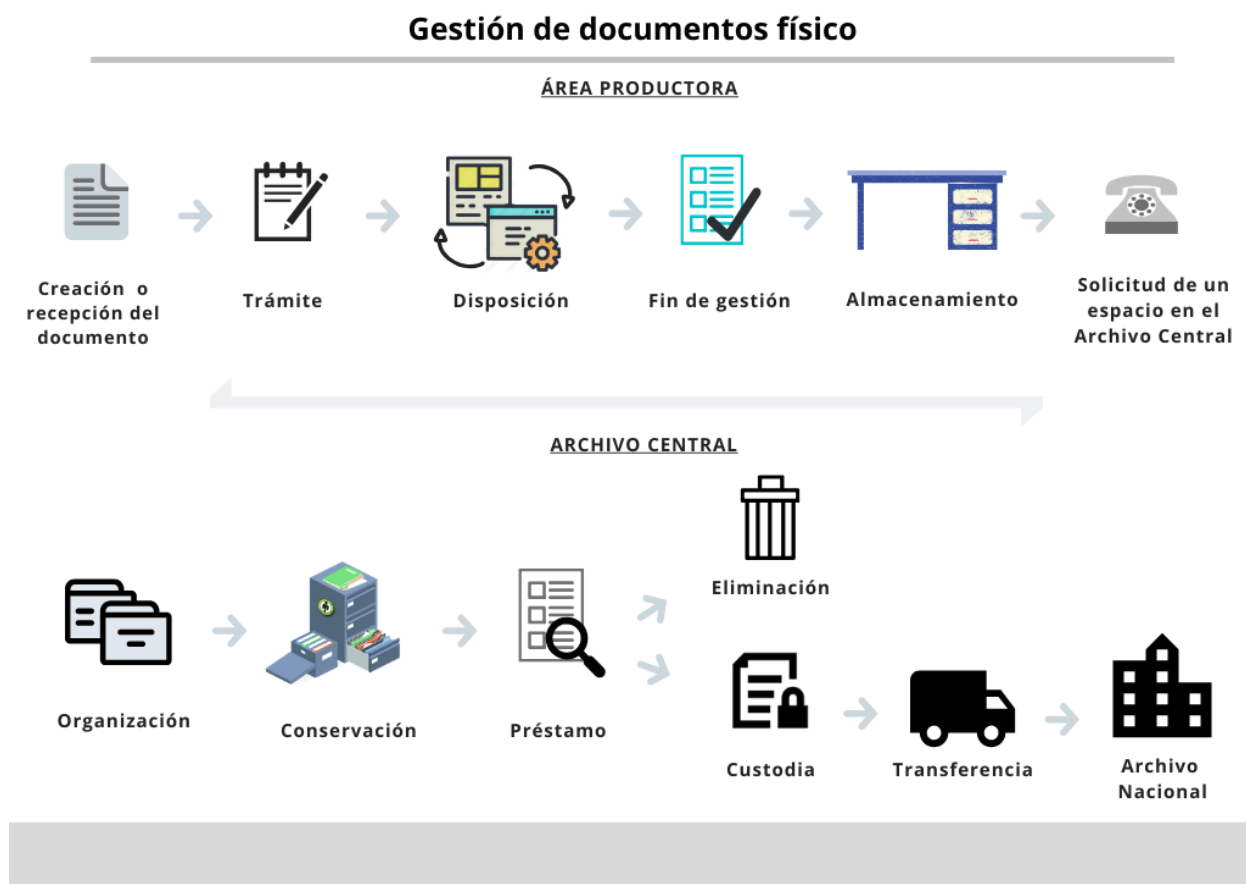 Gestión de documentos físico
ÁREA PRODUCTORA
Creación o
recepción del
documento
Trámite
Disposición
Fin de gestión
Almacenamiento
Solicitud de un
espacio en el
Archivo Central
ARCHIVO CENTRAL
Organización
Conservación
Préstamo
Eliminación
Custodia
Transferencia
Archivo
Nacional